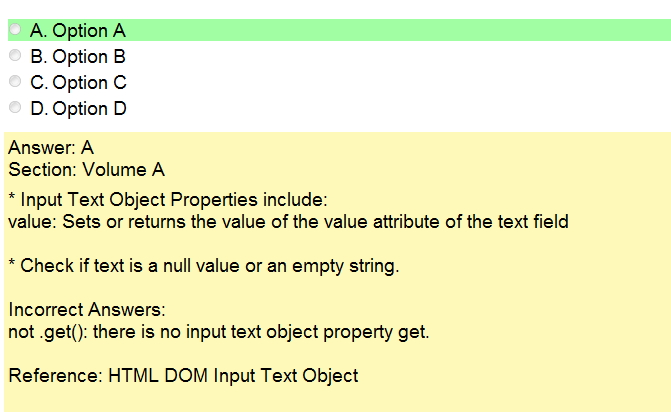 A. Option A
B. Option B
C. Option C
D. Option D
Answer: A
Section: Volume A
* Input Text Object Properties include:
value: Sets or returns the value of the value attribute of the text field
* Check if text is a null value or an empty string.
Incorrect Answers:
not .get(): there is no input text object property get.
Reference: HTML DOM Input Text Object